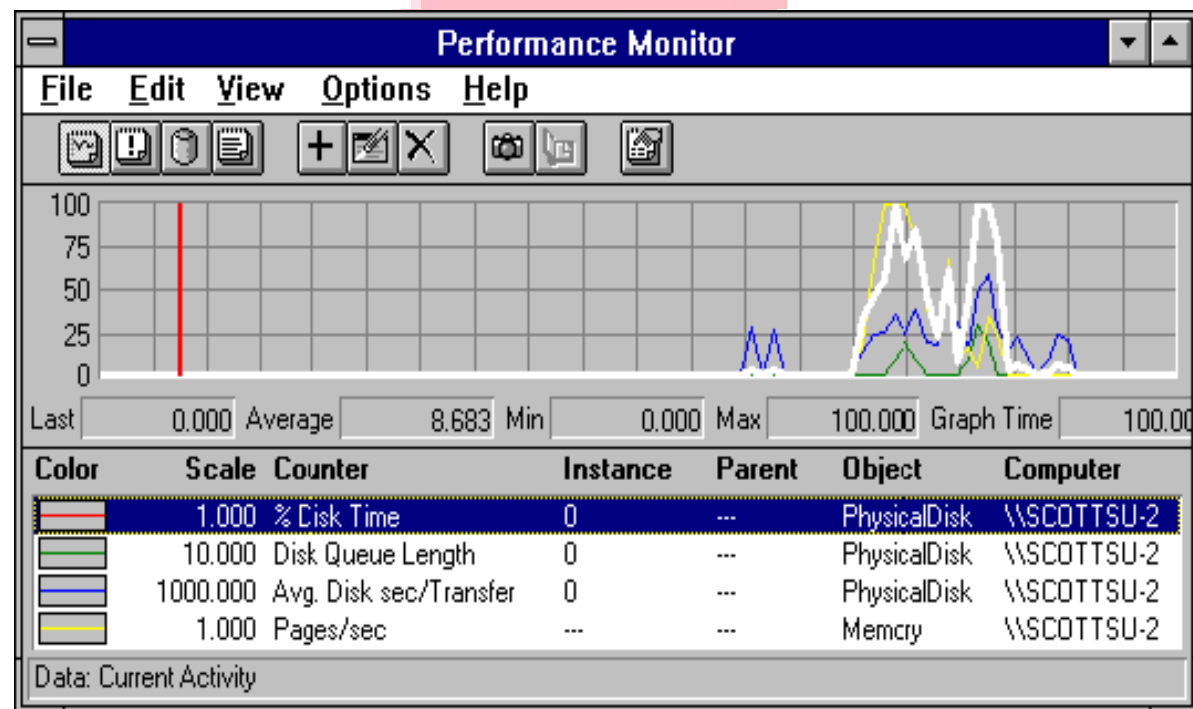 Performance Monitor
File Edit View Options Help
100
75
50
25
0
Last 0.000 Average 8.683 Min 0.000 Max 100.000 Graph Time 100.00
Color Scale Counter Instance Parent Object Computer
1.000 % Disk Time 0 --- PhysicalDisk \\SCOTTSU-2
10.000 Disk Queue Length 0 --- PhysicalDisk \\SCOTTSU-2
1000.000 Avg. Disk sec/Transfer 0 --- PhysicalDisk \\SCOTTSU-2
1.000 Pages/sec --- --- Memory \\SCOTTSU-2
Data: Current Activity